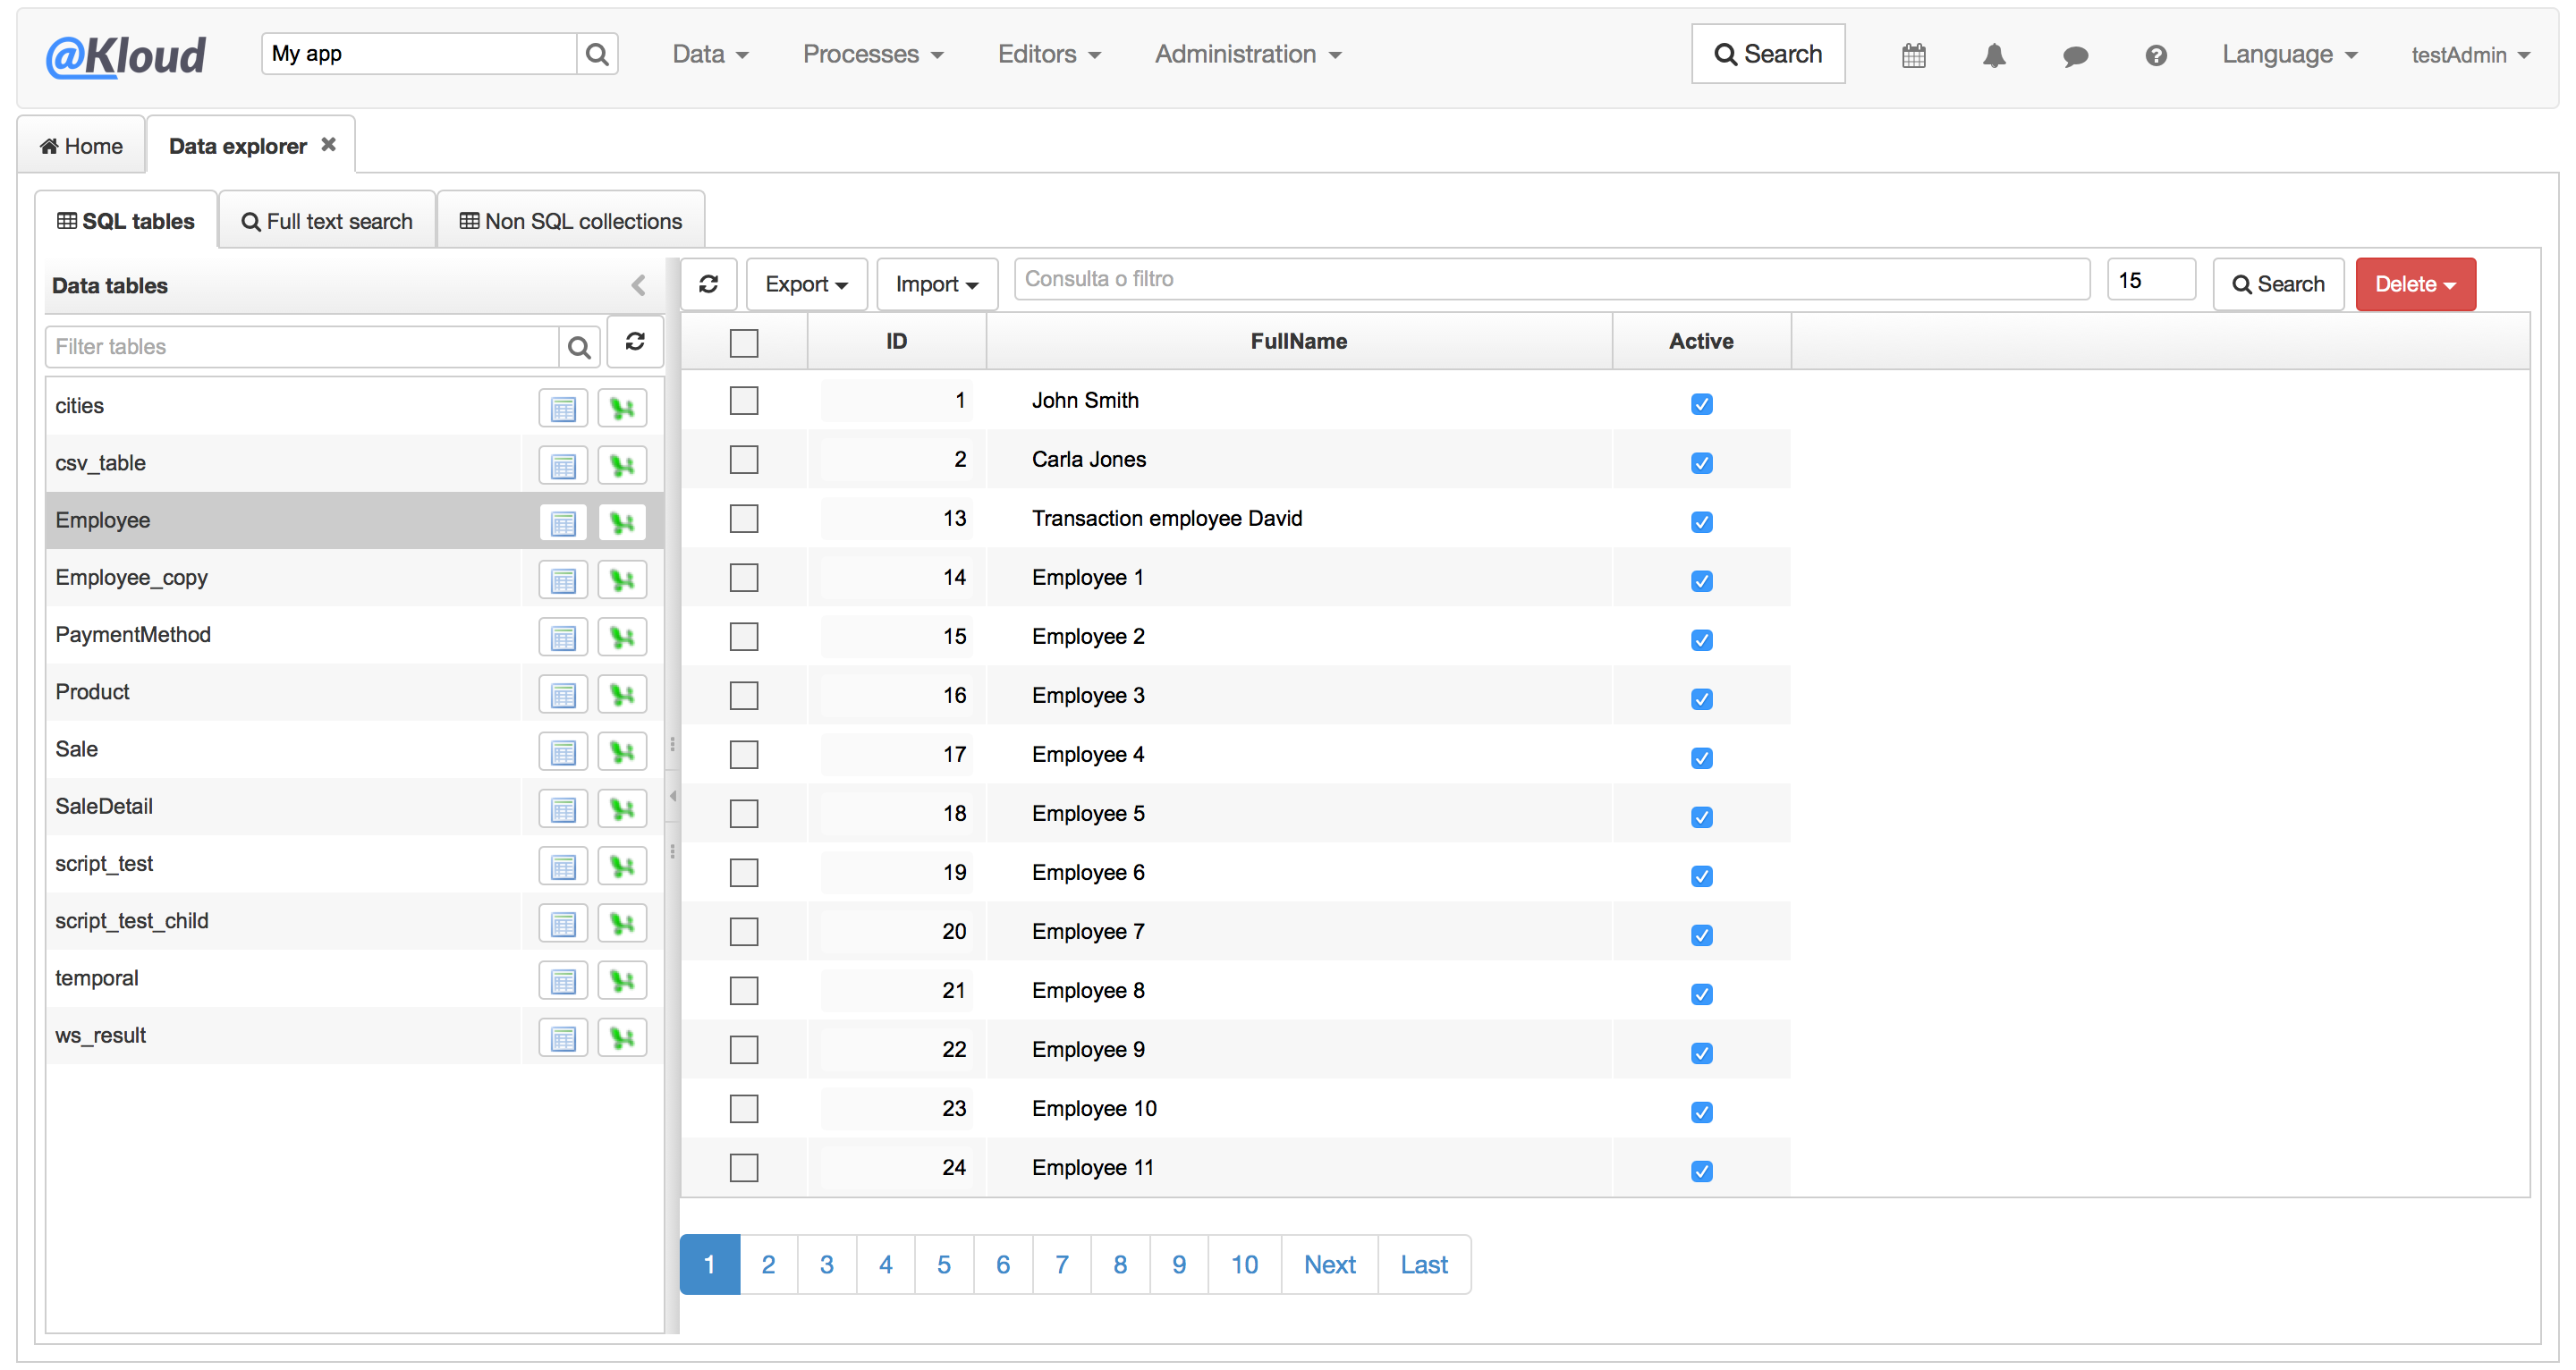 @Kloud My app Data Processes Editors Administration Search Language testAdmin
Home Data explorer
SQL tables Full text search Non SQL collections
Data tables
Export Import Consulta o filtro 15 Search Delete
Filter tables
cities
csv_table
Employee
Employee_copy
PaymentMethod
Product
Sale
SaleDetail
script_test
script_test_child
temporal
ws_result
ID FullName Active
1 John Smith
2 Carla Jones
13 Transaction employee David
14 Employee 1
15 Employee 2
16 Employee 3
17 Employee 4
18 Employee 5
19 Employee 6
20 Employee 7
21 Employee 8
22 Employee 9
23 Employee 10
24 Employee 11
1 2 3 4 5 6 7 8 9 10 Next Last